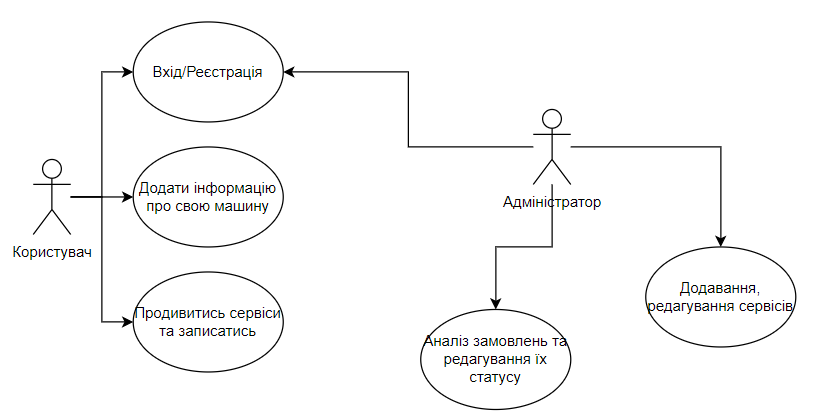 Вхід/Реєстрація
Додати інформацію
про свою машину
Користувач
Продивитись сервіси
та записатись
Адміністратор
Додавання,
редагування сервісів
Аналіз замовлень та
редагування їх
статусу